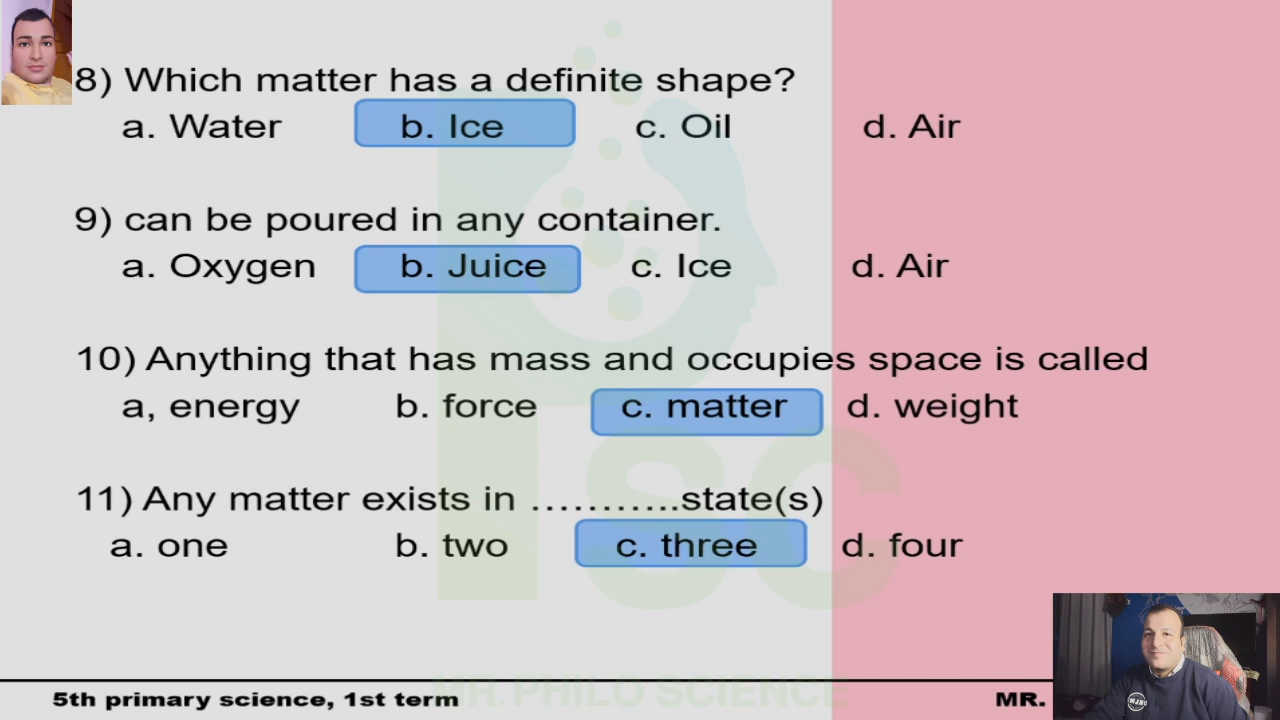 8) Which matter has a definite shape?
a. Water b. Ice c. Oil d. Air
9) can be poured in any container.
a. Oxygen b. Juice c. Ice d. Air
10) Anything that has mass and occupies space is called
a, energy b. force c. matter d. weight
11) Any matter exists in ………..state(s)
a. one b. two c. three d. four
Psc
MR. PHILO SCIENCE
5th primary science, 1st term MR.